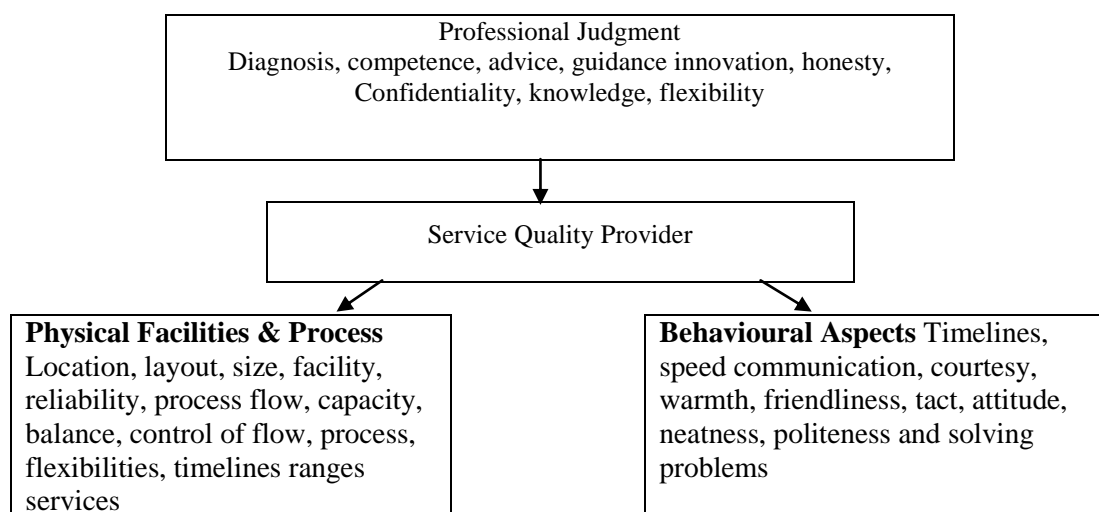 Professional Judgment
Diagnosis, competence, advice, guidance innovation, honesty,
Confidentiality, knowledge, flexibility
Service Quality Provider
Physical Facilities & Process
Location, layout, size, facility,
reliability, process flow, capacity,
balance, control of flow, process,
flexibilities, timelines ranges
services
Behavioural Aspects Timelines,
speed communication, courtesy,
warmth, friendliness, tact, attitude,
neatness, politeness and solving
problems